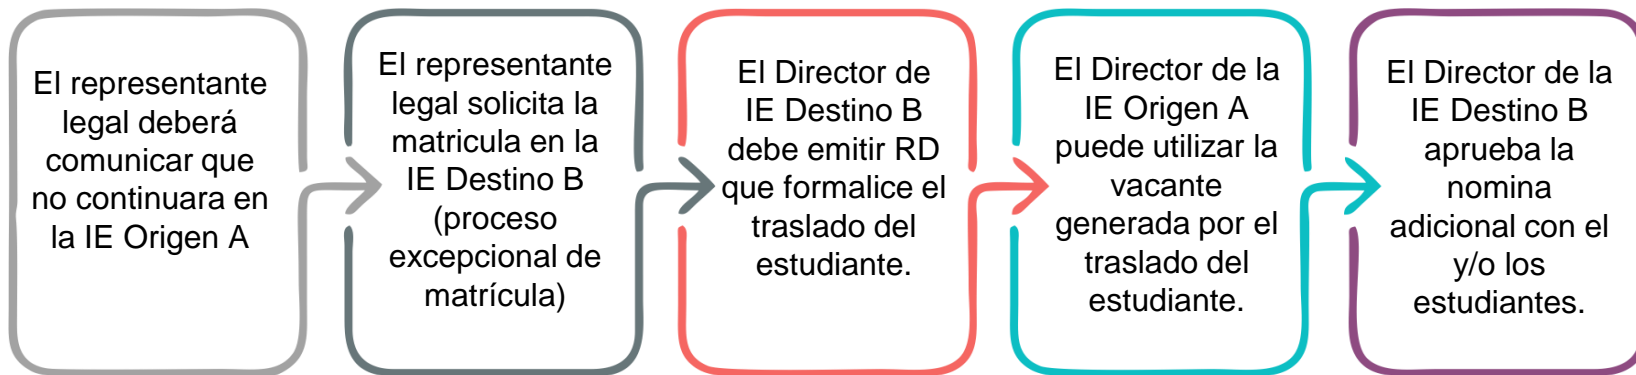 El representante
legal deberá
comunicar que
no continuara en
la IE Origen A
El representante
legal solicita la
matricula en la
IE Destino B
(proceso
excepcional de
matrícula)
El Director de
IE Destino B
debe emitir RD
que formalice el
traslado del
estudiante.
El Director de la
IE Origen A
puede utilizar la
vacante
generada por el
traslado del
estudiante.
El Director de la
IE Destino B
aprueba la
nomina
adicional con el
y/o los
estudiantes.